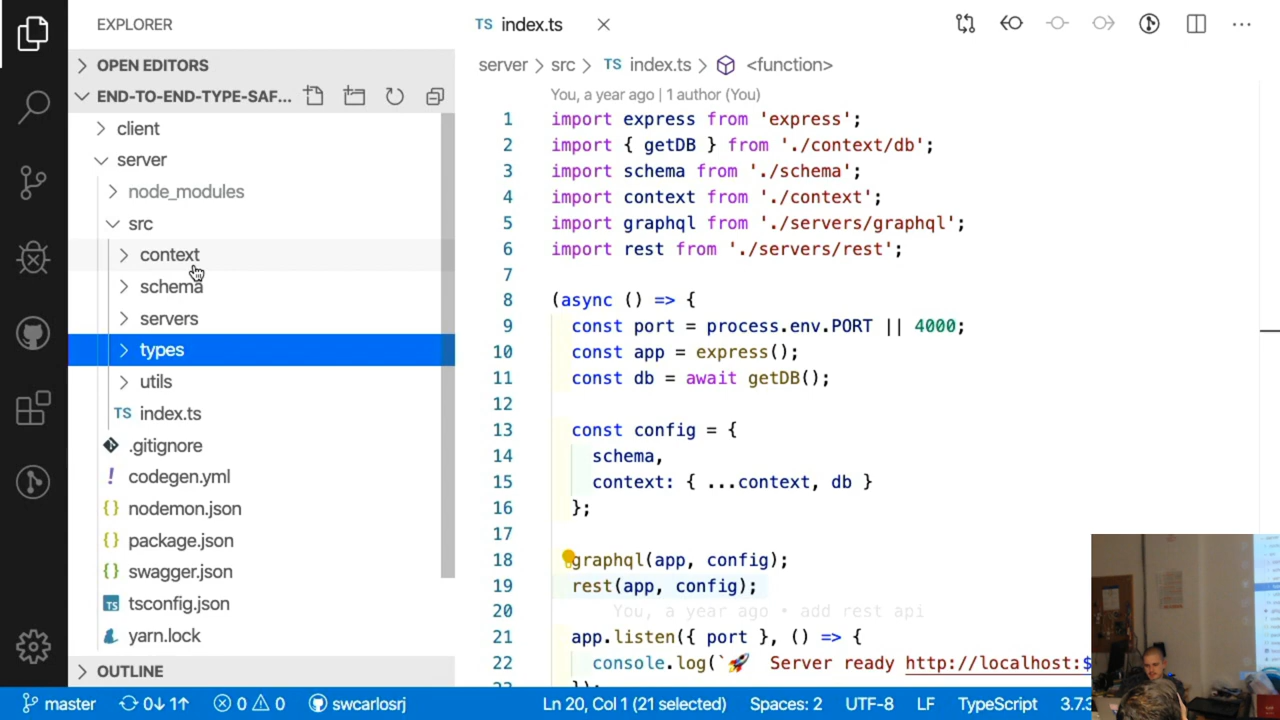 EXPLORER
OPEN EDITORS
END-TO-END-TYPE-SAF...
client
server
node_modules
src
context
schema
servers
types
utils
TS index.ts
.gitignore
! codegen.yml
{} nodemon.json
{} package.json
{} swagger.json
TS tsconfig.json
yarn.lock
OUTLINE
TS index.ts
server > src > TS index.ts > <function>
You, a year ago | 1 author (You)
1 import express from 'express';
2 import { getDB } from './context/db';
3 import schema from './schema';
4 import context from './context';
5 import graphql from './servers/graphql';
6 import rest from './servers/rest';
7
8 (async () => {
9 const port = process.env.PORT || 4000;
10 const app = express();
11 const db = await getDB();
12
13 const config = {
14 schema,
15 context: { ...context, db }
16 };
17
18 graphql(app, config);
19 rest(app, config);
20 You, a year ago • add rest api
21 app.listen({ port }, () => {
22 console.log(`🚀 Server ready http://localhost:$
23 });
master 0↓ 1↑ 0 0 swcarlosrj Ln 20, Col 1 (21 selected) Spaces: 2 UTF-8 LF TypeScript 3.7.3